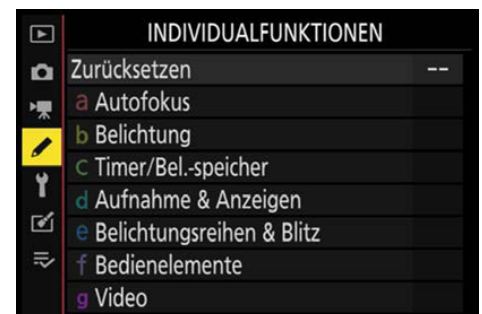 INDIVIDUALFUNKTIONEN
Zurücksetzen --
a Autofokus
b Belichtung
c Timer/Bel.-speicher
d Aufnahme & Anzeigen
e Belichtungsreihen & Blitz
f Bedienelemente
g Video